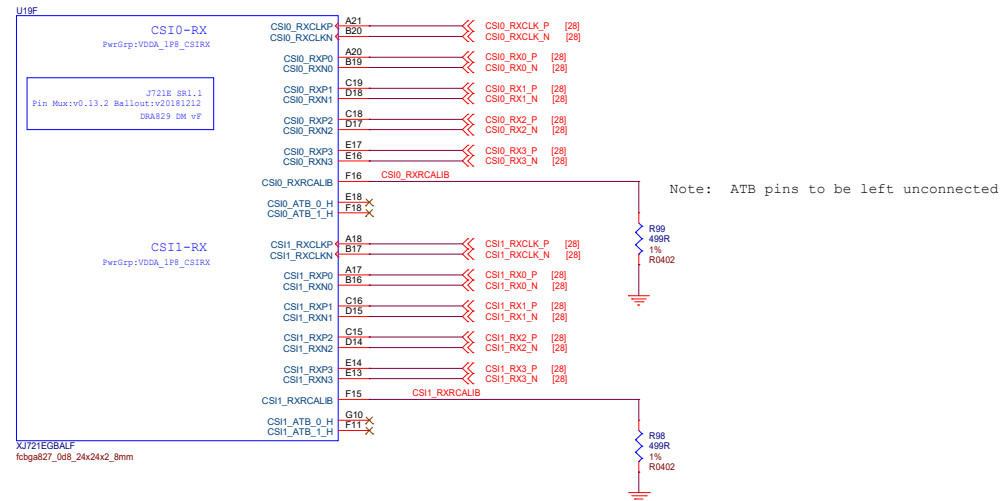 U19F
CSI0-RX
PwrGrp:VDDA_1P8_CSIRX
J721E SR1.1
Pin Mux:v0.13.2 Ballout:v20181212
DRA829 DM vF
CSI0_RXCLKP A21 CSI0_RXCLK_P [28]
CSI0_RXCLKN B20 CSI0_RXCLK_N [28]
CSI0_RXP0 A20 CSI0_RX0_P [28]
CSI0_RXN0 B19 CSI0_RX0_N [28]
CSI0_RXP1 C19 CSI0_RX1_P [28]
CSI0_RXN1 D18 CSI0_RX1_N [28]
CSI0_RXP2 C18 CSI0_RX2_P [28]
CSI0_RXN2 D17 CSI0_RX2_N [28]
CSI0_RXP3 E17 CSI0_RX3_P [28]
CSI0_RXN3 E16 CSI0_RX3_N [28]
CSI0_RXRCALIB F16 CSI0_RXRCALIB
Note: ATB pins to be left unconnected
CSI0_ATB_0_H E18
CSI0_ATB_1_H F18
R99
499R
1%
R0402
CSI1-RX
PwrGrp:VDDA_1P8_CSIRX
CSI1_RXCLKP A18 CSI1_RXCLK_P [28]
CSI1_RXCLKN B17 CSI1_RXCLK_N [28]
CSI1_RXP0 A17 CSI1_RX0_P [28]
CSI1_RXN0 B16 CSI1_RX0_N [28]
CSI1_RXP1 C16 CSI1_RX1_P [28]
CSI1_RXN1 D15 CSI1_RX1_N [28]
CSI1_RXP2 C15 CSI1_RX2_P [28]
CSI1_RXN2 D14 CSI1_RX2_N [28]
CSI1_RXP3 E14 CSI1_RX3_P [28]
CSI1_RXN3 E13 CSI1_RX3_N [28]
CSI1_RXRCALIB F15 CSI1_RXRCALIB
CSI1_ATB_0_H G10
CSI1_ATB_1_H F11
R98
499R
1%
R0402
XJ721EGBALF
fcbga827_0d8_24x24x2_8mm